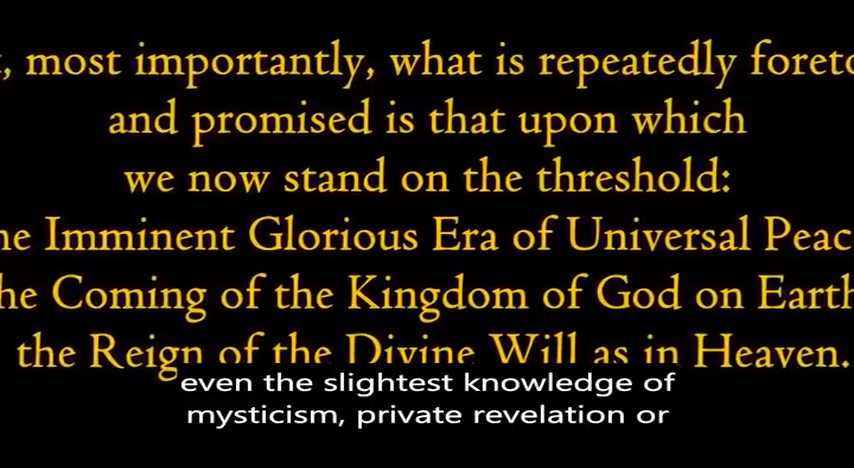 , most importantly, what is repeatedly foreto
and promised is that upon which
we now stand on the threshold:
he Imminent Glorious Era of Universal Peac
he Coming of the Kingdom of God on Earth
the Reign of the Divine Will as in Heaven.
even the slightest knowledge of
mysticism, private revelation or